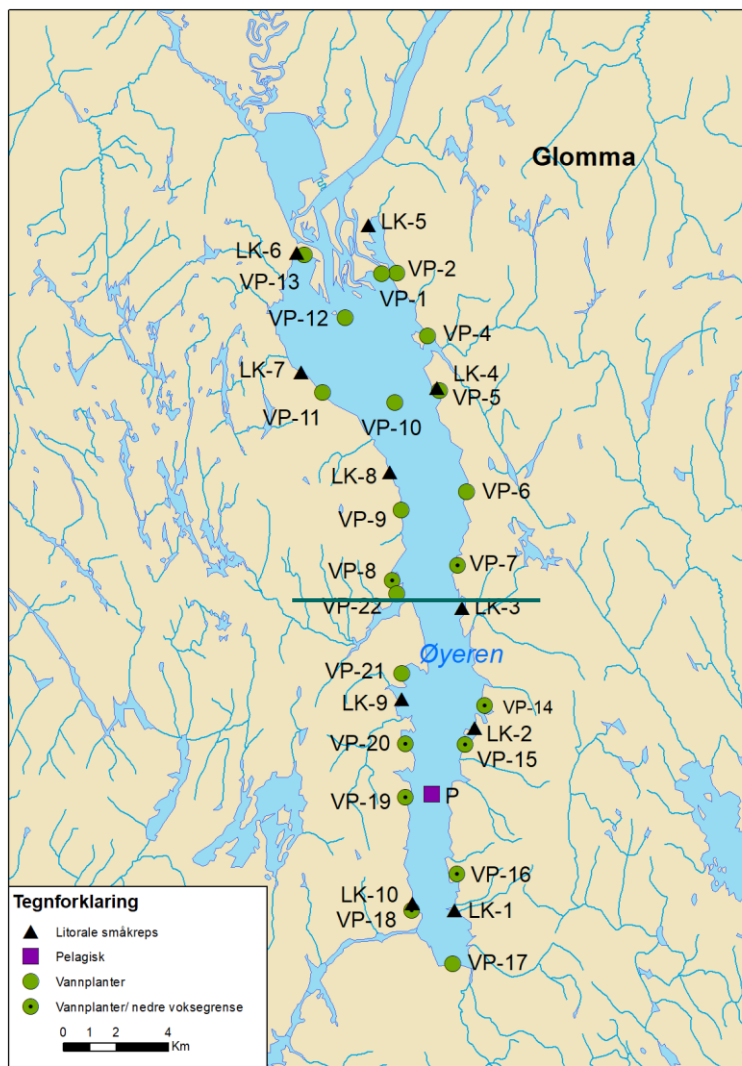 Glomma
LK-5
LK-6
VP-13
VP-2
VP-1
VP-12
VP-4
LK-7
LK-4
VP-5
VP-11
VP-10
LK-8
VP-6
VP-9
VP-7
VP-8
VP-22
LK-3
Øyeren
VP-21
LK-9
VP-14
LK-2
VP-20
VP-15
VP-19
P
VP-16
LK-10
LK-1
VP-18
VP-17
Tegnforklaring
Litorale småkreps
Pelagisk
Vannplanter
Vannplanter/ nedre voksegrense
0 1 2 4
Km